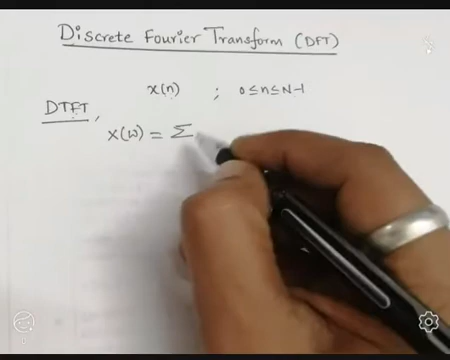 Discrete Fourier Transform (DFT)
x(n) ; 0≤n≤N-1
DTFT,
X(ω) = Σ